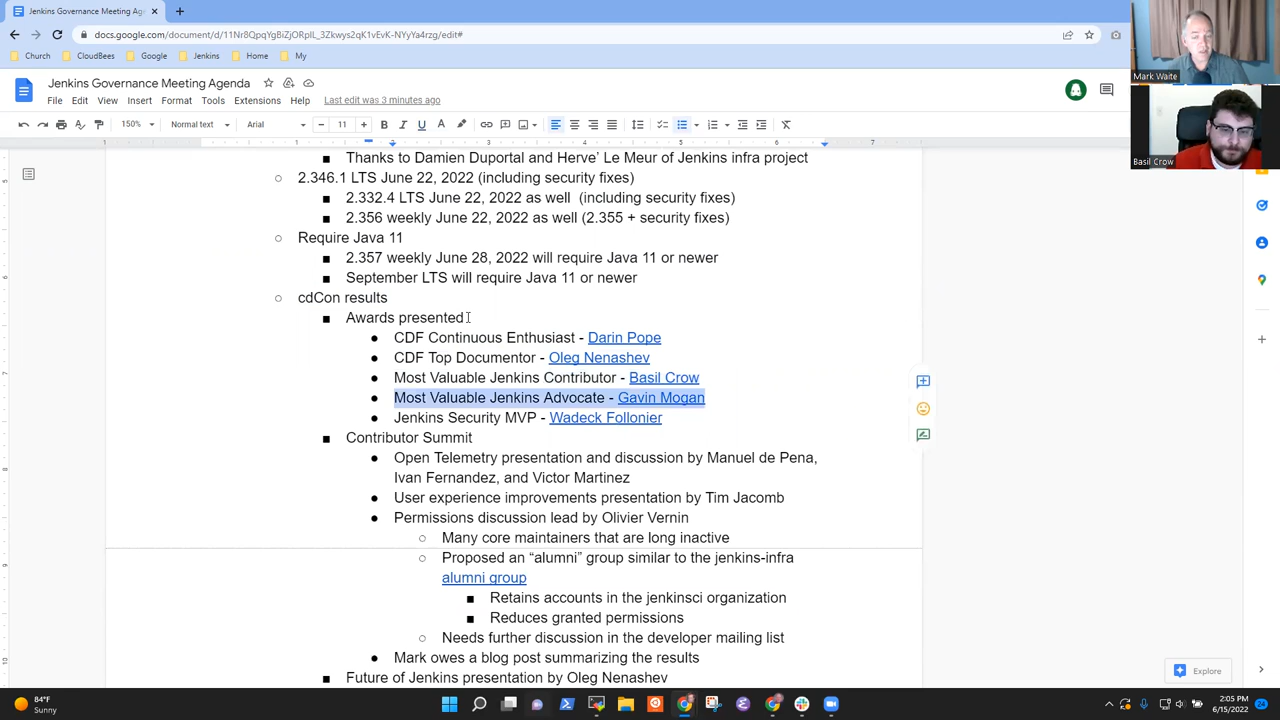 Jenkins Governance Meeting Ag
docs.google.com/document/d/11Nr8QpqYgBiZjORpIL_3Zkwys2qK1vEvK-NYyYa4rzg/edit#
Church
CloudBees
Google
Jenkins
Home
My
Mark Waite
Jenkins Governance Meeting Agenda
File Edit View Insert Format Tools Extensions Help Last edit was 3 minutes ago
150% Normal text Arial 11
Basil Crow
1 1 2 3 4 5 6 7
Thanks to Damien Duportal and Herve' Le Meur of Jenkins infra project
2.346.1 LTS June 22, 2022 (including security fixes)
2.332.4 LTS June 22, 2022 as well (including security fixes)
2.356 weekly June 22, 2022 as well (2.355 + security fixes)
Require Java 11
2.357 weekly June 28, 2022 will require Java 11 or newer
September LTS will require Java 11 or newer
cdCon results
Awards presented
CDF Continuous Enthusiast - Darin Pope
CDF Top Documentor - Oleg Nenashev
Most Valuable Jenkins Contributor - Basil Crow
Most Valuable Jenkins Advocate - Gavin Mogan
Jenkins Security MVP - Wadeck Follonier
Contributor Summit
Open Telemetry presentation and discussion by Manuel de Pena,
Ivan Fernandez, and Victor Martinez
User experience improvements presentation by Tim Jacomb
Permissions discussion lead by Olivier Vernin
Many core maintainers that are long inactive
Proposed an “alumni” group similar to the jenkins-infra
alumni group
Retains accounts in the jenkinsci organization
Reduces granted permissions
Needs further discussion in the developer mailing list
Mark owes a blog post summarizing the results
Future of Jenkins presentation by Oleg Nenashev
Explore
84°F
Sunny
2:05 PM
6/15/2022